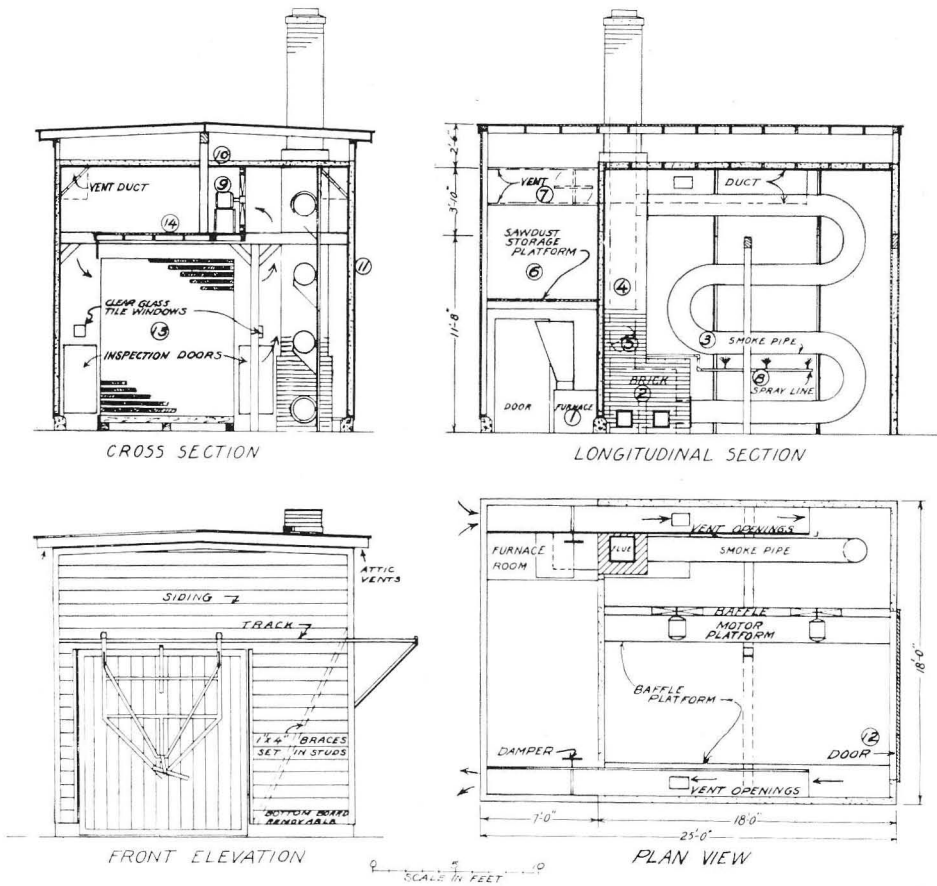 10
9
VENT DUCT
14
11
CLEAR GLASS
TILE WINDOWS
13
INSPECTION DOORS
CROSS SECTION
2'-6"
3'-10"
11'-8"
VENT
7
DUCT
SAWDUST
STORAGE
PLATFORM
6
4
5
3
SMOKE PIPE
8
SPRAY LINE
BRICK
2
DOOR
FURNACE
1
LONGITUDINAL SECTION
ATTIC
VENTS
SIDING
TRACK
1"x4" BRACES
SET IN STUDS
BOTTOM BOARD
REMOVABLE
FRONT ELEVATION
VENT OPENINGS
FURNACE
ROOM
FLUE
SMOKE PIPE
BAFFLE
MOTOR
PLATFORM
BAFFLE
PLATFORM
18'-0"
12
DOOR
DAMPER
VENT OPENINGS
7'-0"
18'-0"
25'-0"
PLAN VIEW
0 5 10
SCALE IN FEET